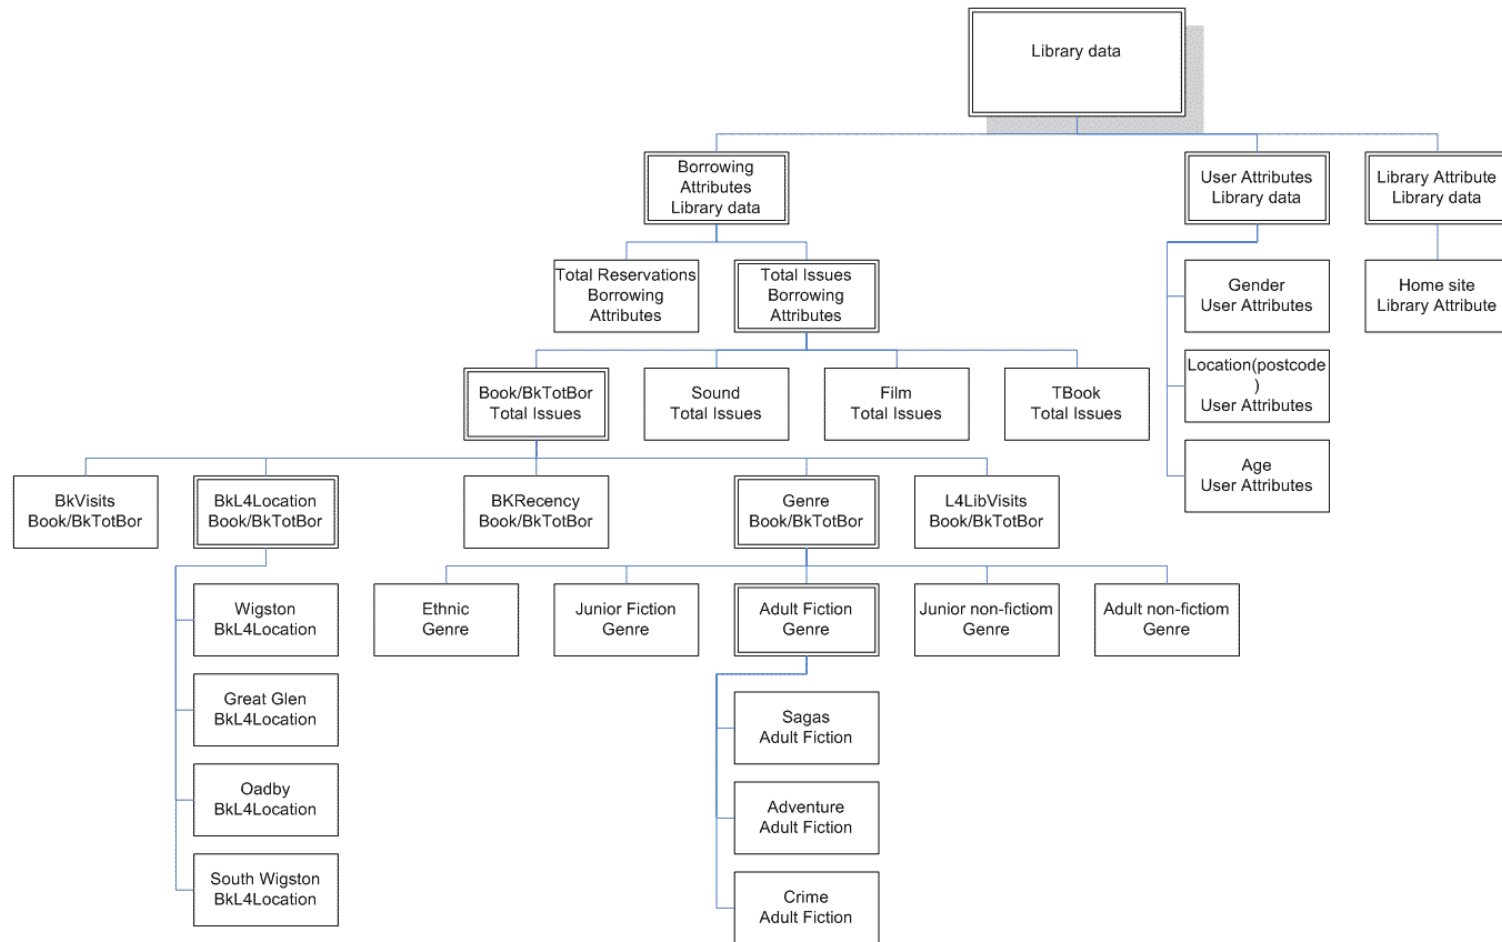 Library data
Borrowing
Attributes
Library data
User Attributes
Library data
Library Attribute
Library data
Total Reservations
Borrowing
Attributes
Total Issues
Borrowing
Attributes
Gender
User Attributes
Home site
Library Attribute
Location(postcode
)
User Attributes
Book/BkTotBor
Total Issues
Sound
Total Issues
Film
Total Issues
TBook
Total Issues
Age
User Attributes
BkVisits
Book/BkTotBor
BkL4Location
Book/BkTotBor
BKRecency
Book/BkTotBor
Genre
Book/BkTotBor
L4LibVisits
Book/BkTotBor
Wigston
BkL4Location
Ethnic
Genre
Junior Fiction
Genre
Adult Fiction
Genre
Junior non-fictiom
Genre
Adult non-fictiom
Genre
Great Glen
BkL4Location
Sagas
Adult Fiction
Oadby
BkL4Location
Adventure
Adult Fiction
South Wigston
BkL4Location
Crime
Adult Fiction